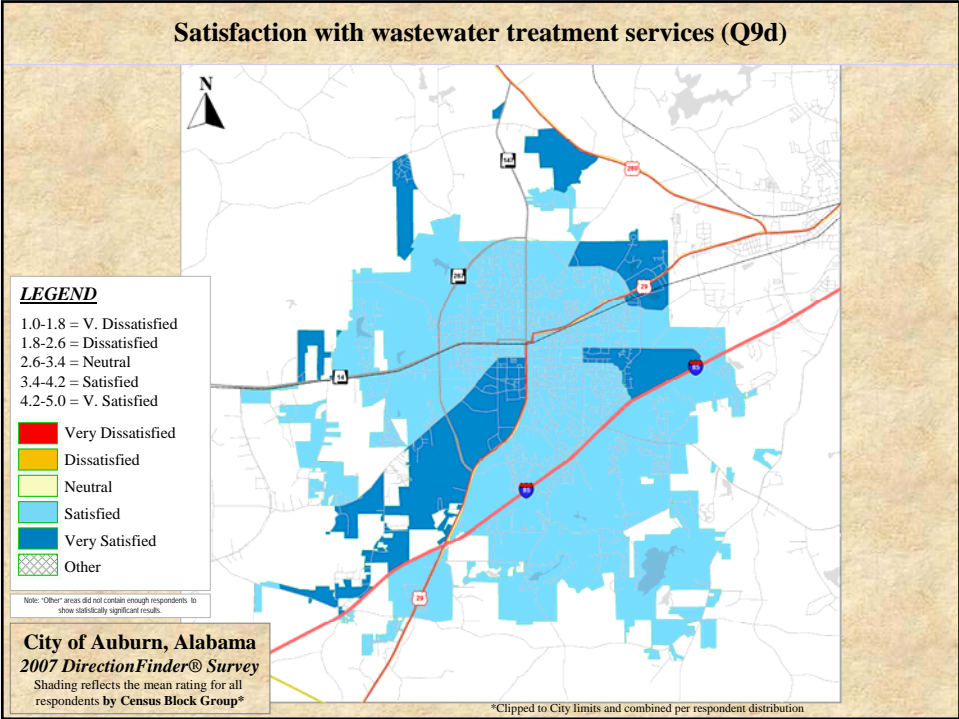 Satisfaction with wastewater treatment services (Q9d)
N
147
280
267
29
14
85
85
29
LEGEND
1.0-1.8 = V. Dissatisfied
1.8-2.6 = Dissatisfied
2.6-3.4 = Neutral
3.4-4.2 = Satisfied
4.2-5.0 = V. Satisfied
Very Dissatisfied
Dissatisfied
Neutral
Satisfied
Very Satisfied
Other
Note: "Other" areas did not contain enough respondents to
show statistically significant results.
City of Auburn, Alabama
2007 DirectionFinder® Survey
Shading reflects the mean rating for all
respondents by Census Block Group*
*Clipped to City limits and combined per respondent distribution